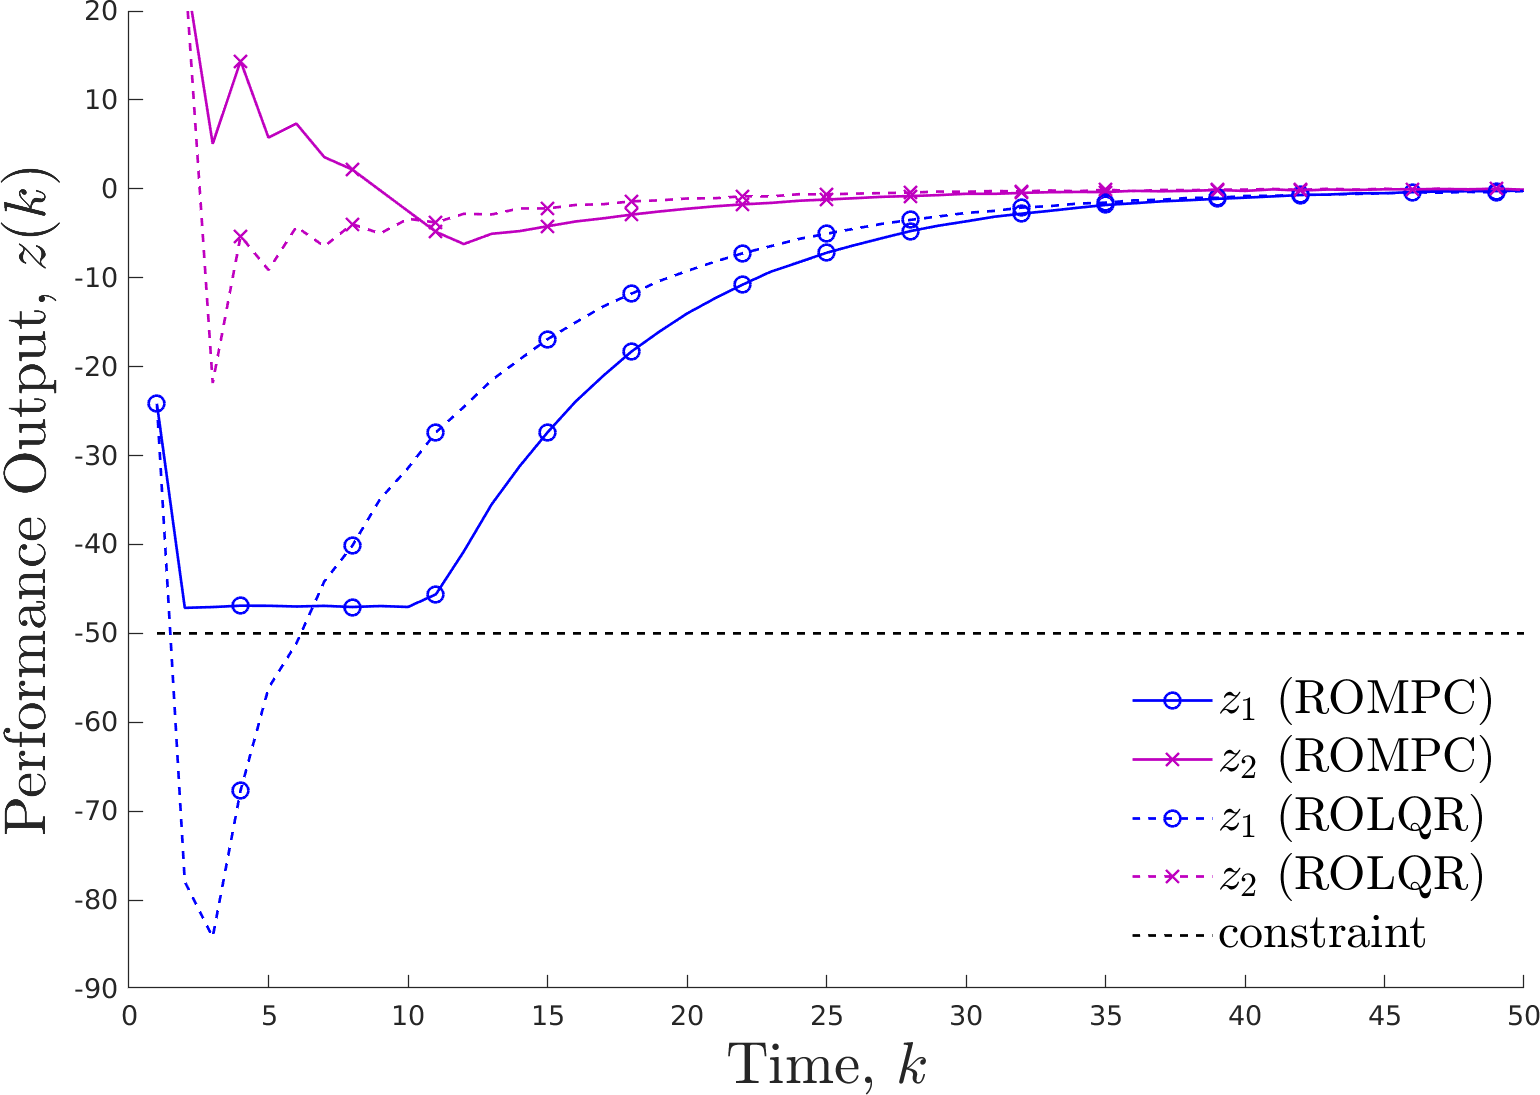 20
10
0
-10
-20
-30
-40
-50
-60
-70
-80
-90
Performance Output, z(k)
z₁ (ROMPC)
z₂ (ROMPC)
z₁ (ROLQR)
z₂ (ROLQR)
constraint
0 5 10 15 20 25 30 35 40 45 50
Time, k